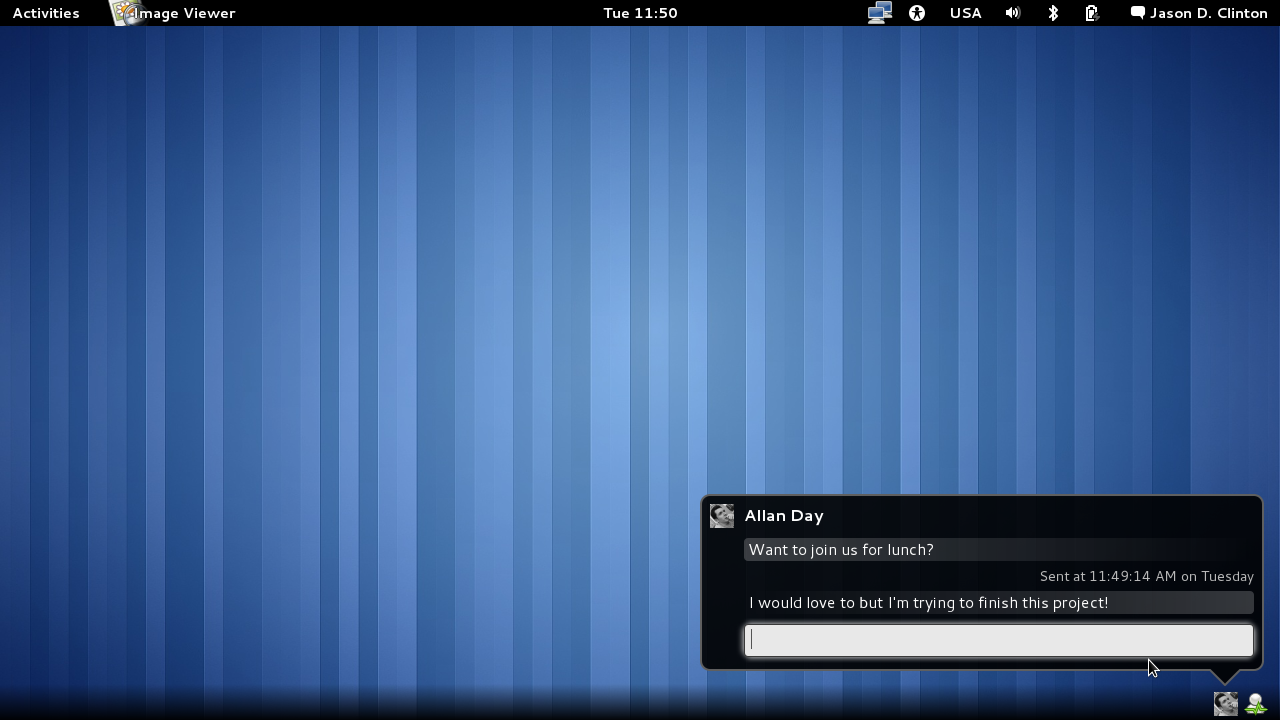 Activities Image Viewer Tue 11:50 USA Jason D. Clinton
Allan Day
Want to join us for lunch?
Sent at 11:49:14 AM on Tuesday
I would love to but I'm trying to finish this project!